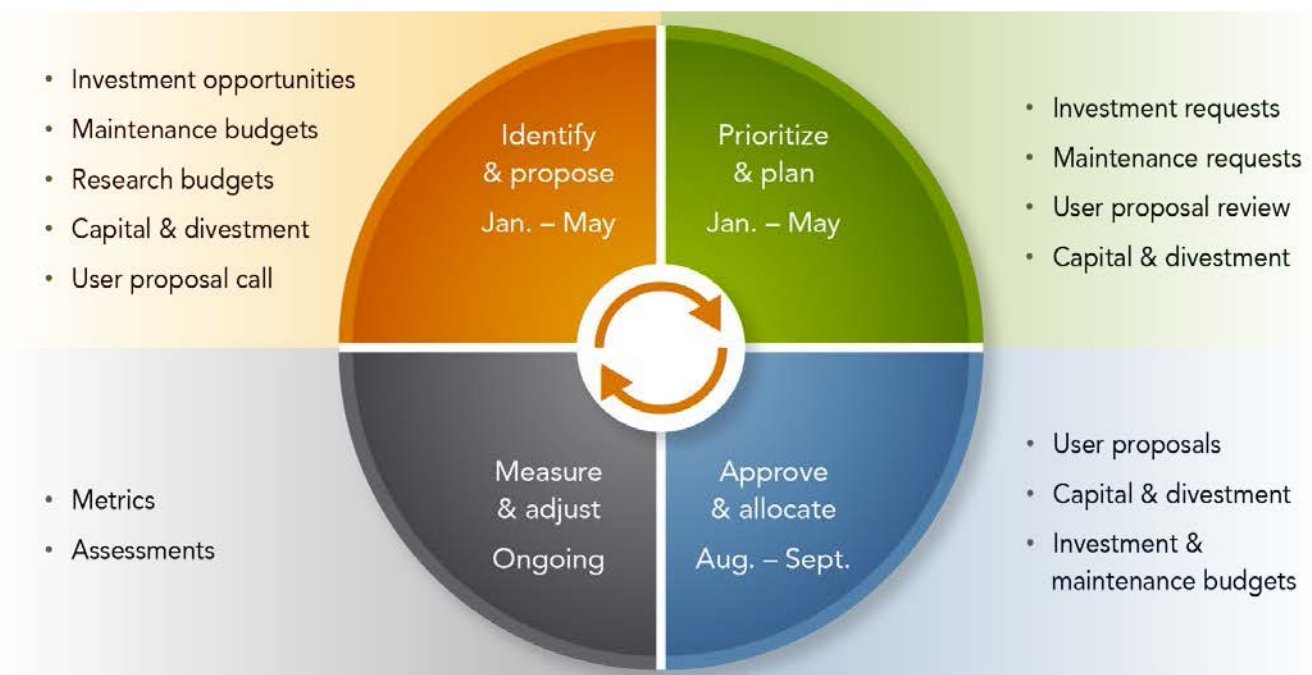 • Investment opportunities
• Maintenance budgets
• Research budgets
• Capital & divestment
• User proposal call
Identify
& propose
Jan. – May
Prioritize
& plan
Jan. – May
• Investment requests
• Maintenance requests
• User proposal review
• Capital & divestment
• Metrics
• Assessments
Measure
& adjust
Ongoing
Approve
& allocate
Aug. – Sept.
• User proposals
• Capital & divestment
• Investment &
maintenance budgets